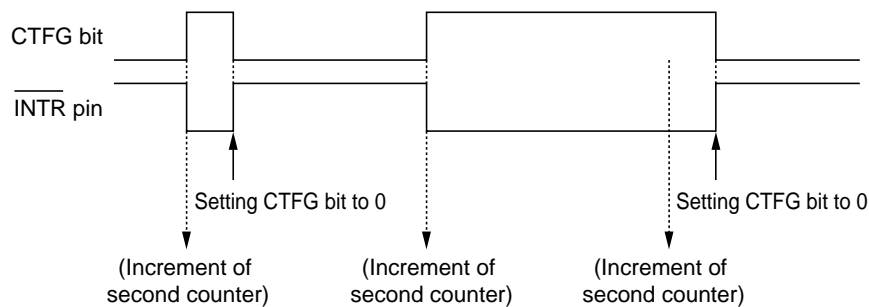 CTFG bit
INTR pin
Setting CTFG bit to 0
Setting CTFG bit to 0
(Increment of
second counter)
(Increment of
second counter)
(Increment of
second counter)